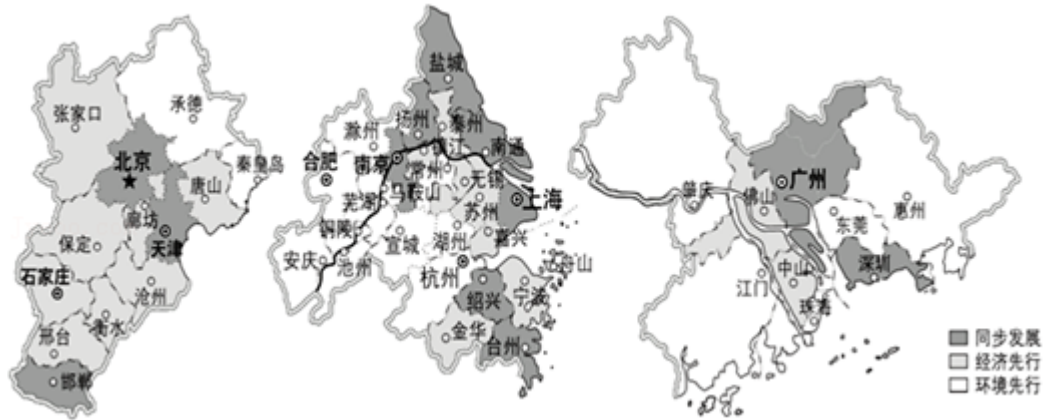 张家口
承德
北京
秦皇岛
唐山
廊坊
天津
保定
石家庄
沧州
衡水
邢台
邯郸
盐城
滁州
扬州
泰州
合肥
南京
镇江
南通
常州
马鞍山
无锡
上海
芜湖
苏州
铜陵
宣城
湖州
嘉兴
安庆
池州
杭州
舟山
绍兴
宁波
金华
台州
广州
肇庆
佛山
惠州
东莞
深圳
江门
中山
珠海
同步发展
经济先行
环境先行